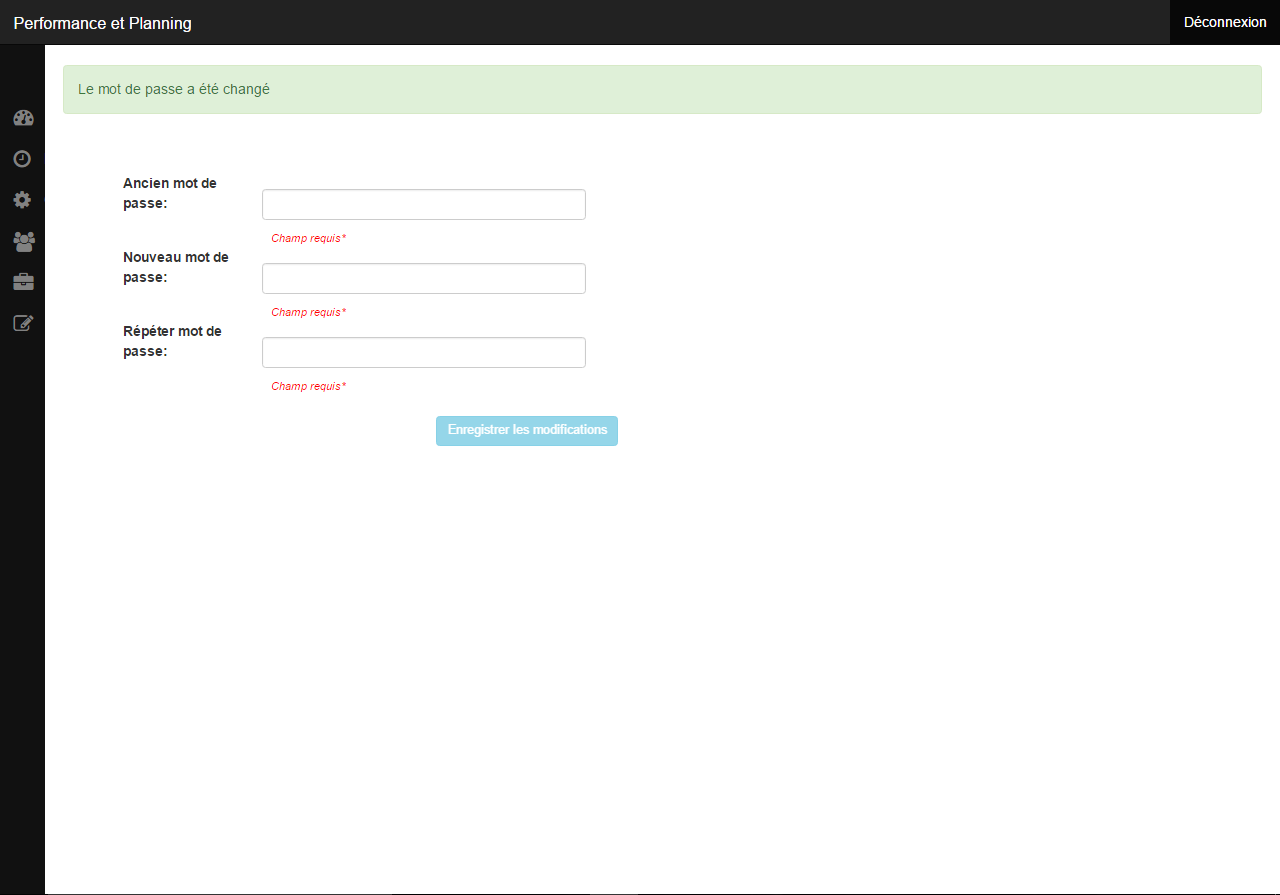 Performance et Planning
Déconnexion
Le mot de passe a été changé
Ancien mot de
passe:
Champ requis*
Nouveau mot de
passe:
Champ requis*
Répéter mot de
passe:
Champ requis*
Enregistrer les modifications